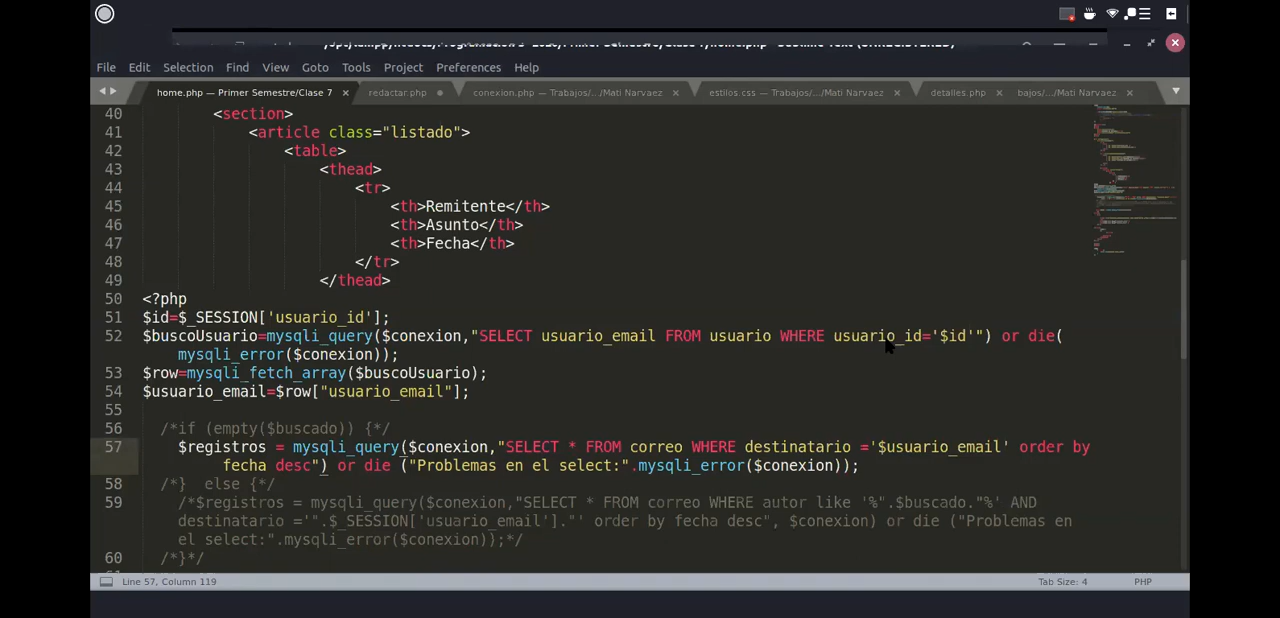 File Edit Selection Find View Goto Tools Project Preferences Help
home.php — Primer Semestre/Clase 7 × redactar.php conexion.php — Trabajos/.../Mati Narvaez × estilos.css — Trabajos/.../Mati Narvaez × detalles.php × bajos/.../Mati Narvaez ×
40 <section>
41 <article class="listado">
42 <table>
43 <thead>
44 <tr>
45 <th>Remitente</th>
46 <th>Asunto</th>
47 <th>Fecha</th>
48 </tr>
49 </thead>
50 <?php
51 $id=$_SESSION['usuario_id'];
52 $buscoUsuario=mysqli_query($conexion,"SELECT usuario_email FROM usuario WHERE usuario_id='$id'") or die(
mysqli_error($conexion));
53 $row=mysqli_fetch_array($buscoUsuario);
54 $usuario_email=$row["usuario_email"];
55
56 /*if (empty($buscado)) {*/
57 $registros = mysqli_query($conexion,"SELECT * FROM correo WHERE destinatario ='$usuario_email' order by
fecha desc") or die ("Problemas en el select:".mysqli_error($conexion));
58 /*} else {*/
59 /*$registros = mysqli_query($conexion,"SELECT * FROM correo WHERE autor like '%".$buscado."%' AND
destinatario ='".$_SESSION['usuario_email']."' order by fecha desc", $conexion) or die ("Problemas en
el select:".mysqli_error($conexion));*/
60 /*}*/
Line 57, Column 119 Tab Size: 4 PHP